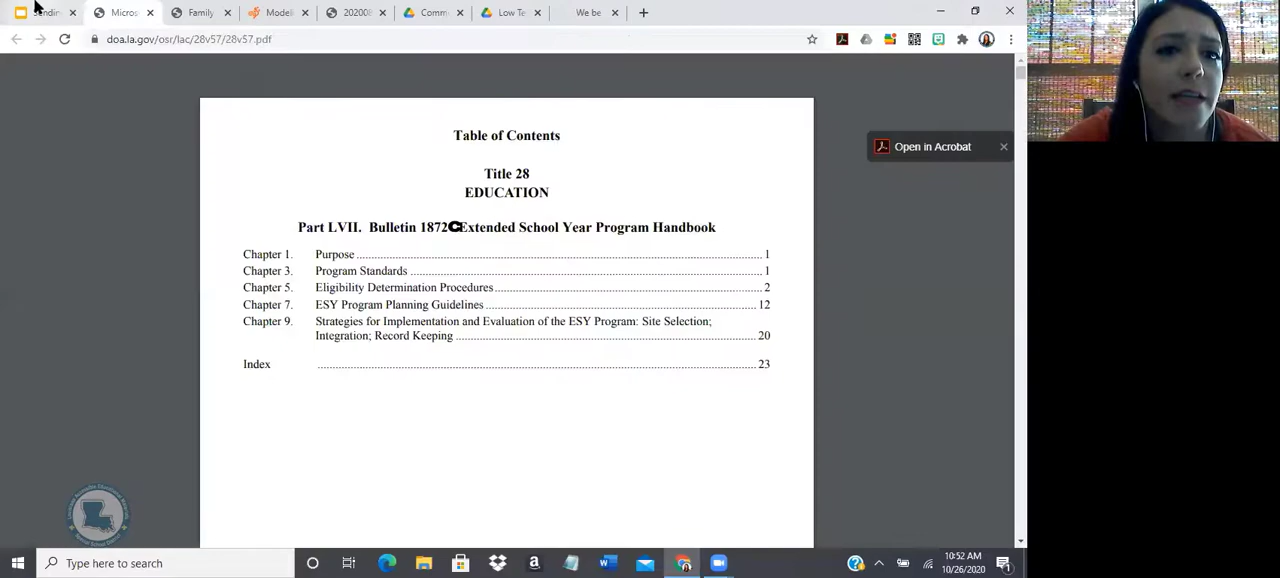 Micros
Family
Modeli
20200
Comm
Low Te
We be
doa.la.gov/osr/lac/28v57/28v57.pdf
Table of Contents
Open in Acrobat
Title 28
EDUCATION
Part LVII. Bulletin 1872CExtended School Year Program Handbook
Chapter 1. Purpose 1
Chapter 3. Program Standards 1
Chapter 5. Eligibility Determination Procedures 2
Chapter 7. ESY Program Planning Guidelines 12
Chapter 9. Strategies for Implementation and Evaluation of the ESY Program: Site Selection;
Integration; Record Keeping 20
Index 23
Type here to search
10:52 AM
10/26/2020